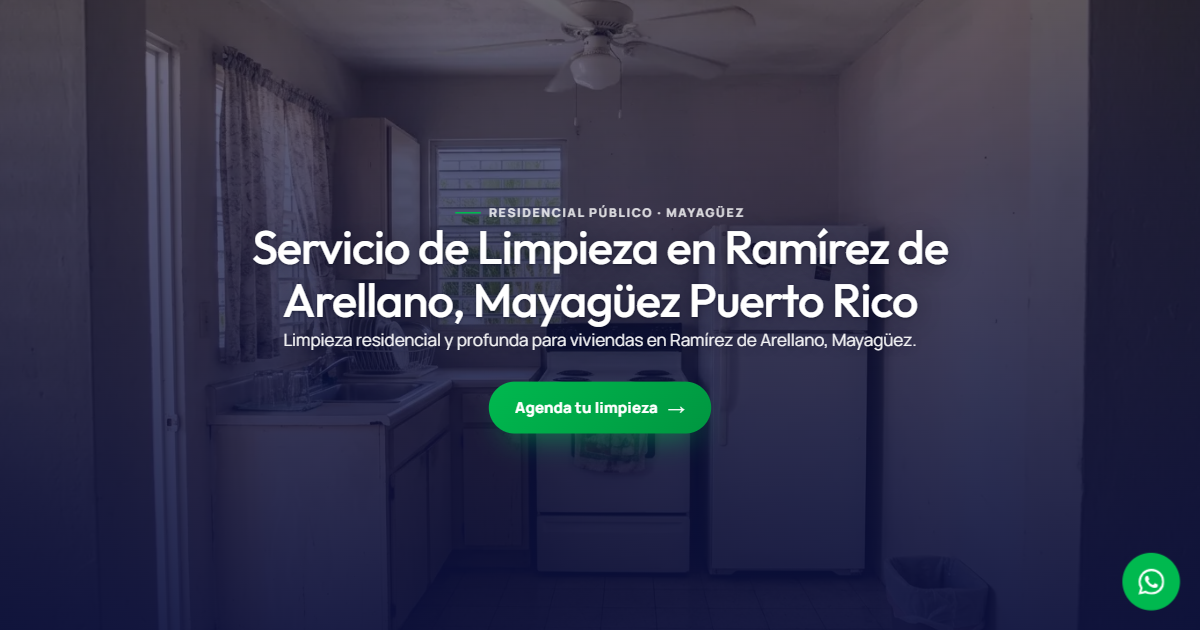 RESIDENCIAL PÚBLICO · MAYAGÜEZ
Servicio de Limpieza en Ramírez de
Arellano, Mayagüez Puerto Rico
Limpieza residencial y profunda para viviendas en Ramírez de Arellano, Mayagüez.
Agenda tu limpieza →